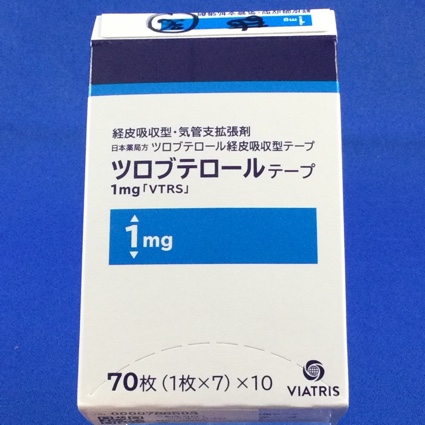 1mg
経皮吸収型・気管支拡張剤
日本薬局方 ツロブテロール経皮吸収型テープ
ツロブテロールテープ
1mg「VTRS」
1mg
70枚(1枚×7)×10
VIATRIS